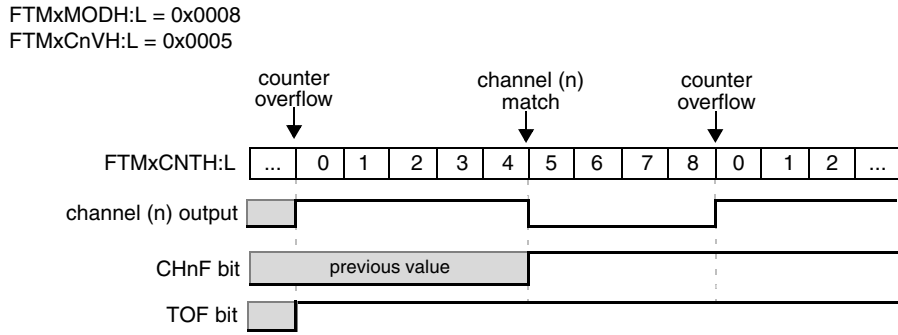 FTMxMODH:L = 0x0008
FTMxCnVH:L = 0x0005
counter overflow
channel (n) match
counter overflow
FTMxCNTH:L ... 0 1 2 3 4 5 6 7 8 0 1 2 ...
channel (n) output
CHnF bit previous value
TOF bit